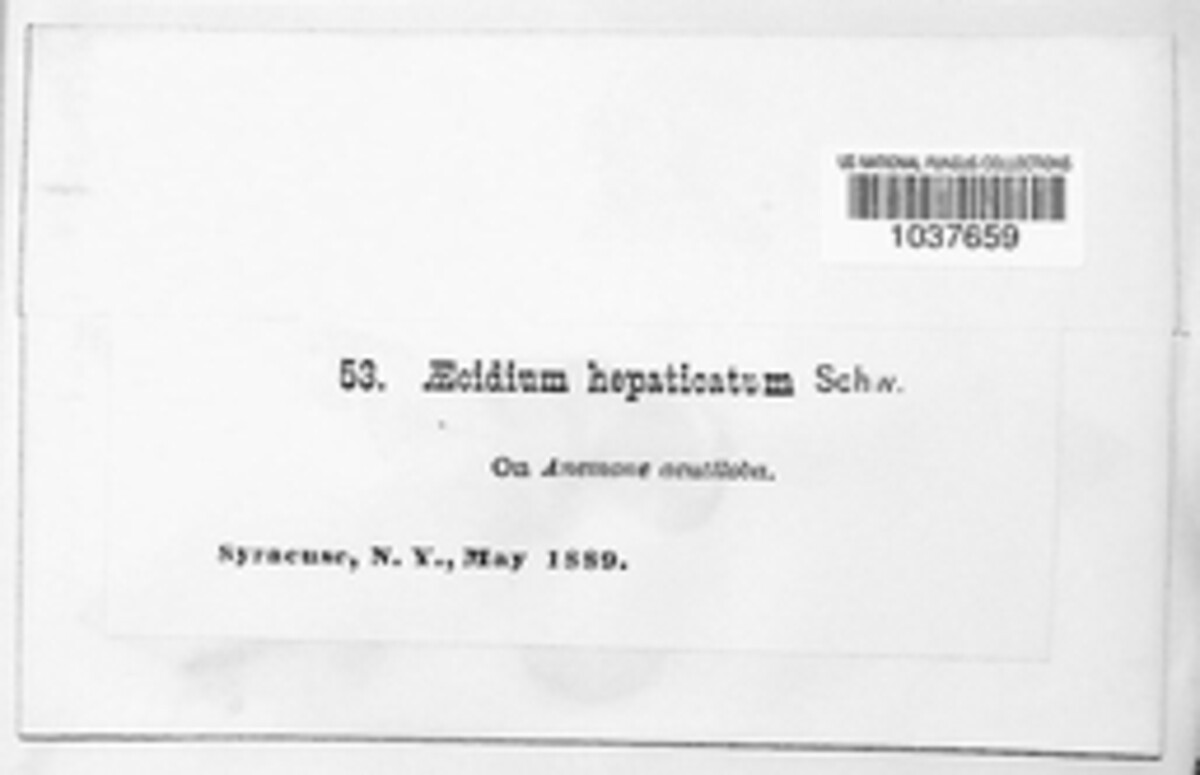 US NATIONAL FUNGUS COLLECTIONS
1037659
53. Æcidium hepaticatum Schw.
On Anemone acutiloba.
Syracuse, N. Y., May 1889.